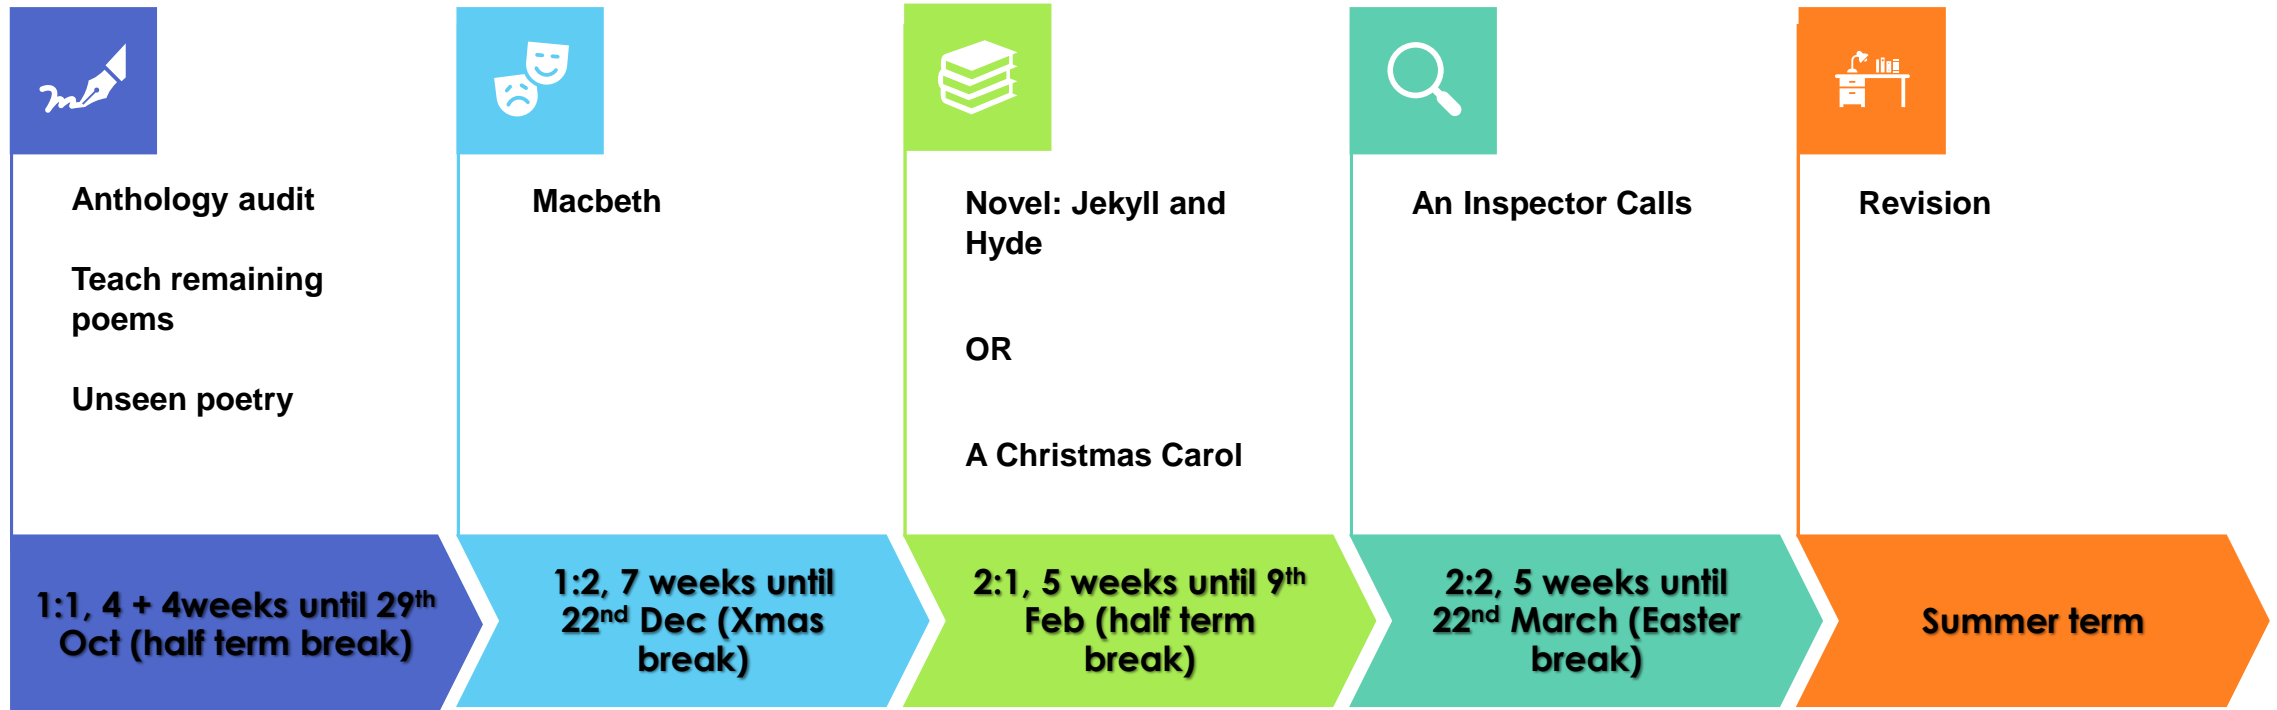 Anthology audit
Teach remaining
poems
Unseen poetry
1:1, 4 + 4weeks until 29th
Oct (half term break)
Macbeth
1:2, 7 weeks until
22nd Dec (Xmas
break)
Novel: Jekyll and
Hyde
OR
A Christmas Carol
2:1, 5 weeks until 9th
Feb (half term
break)
An Inspector Calls
2:2, 5 weeks until
22nd March (Easter
break)
Revision
Summer term